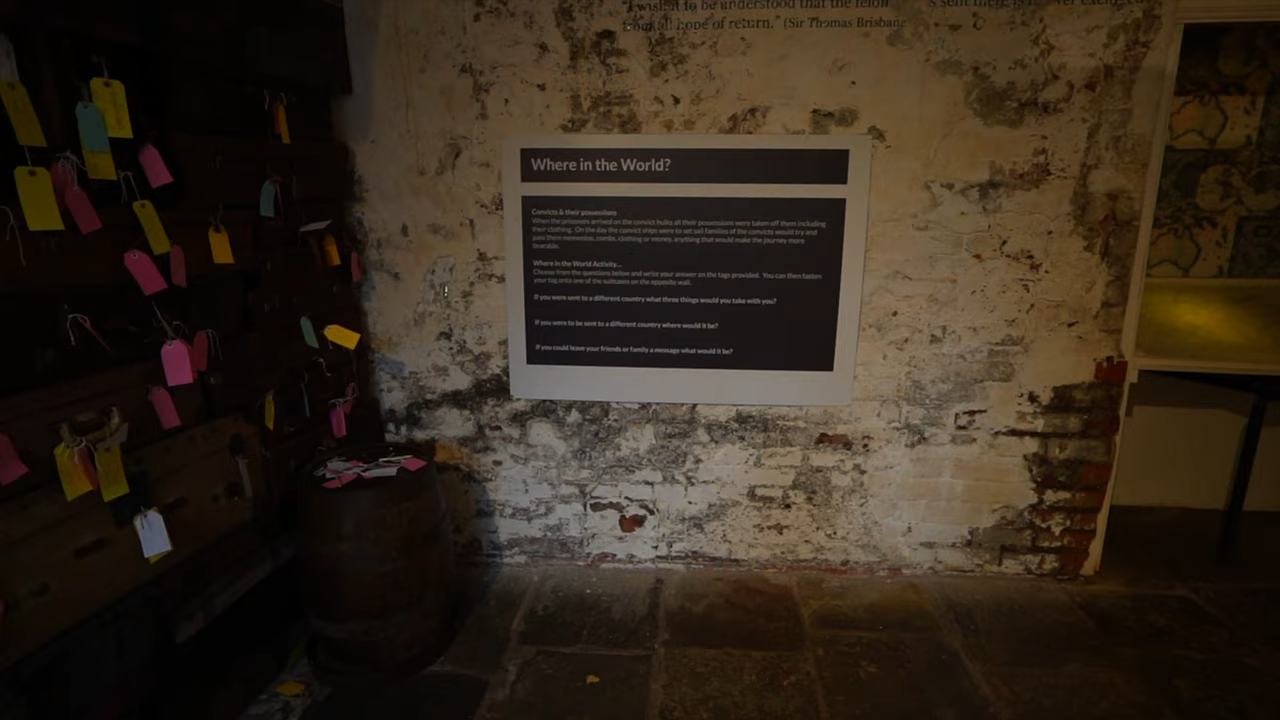 "I wish it to be understood that the felon
from all hope of return." (Sir Thomas Brisbane
Where in the World?
Convicts & their possessions
When the prisoners arrived on the convict hulks all their possessions were taken off them including
their clothing. On the day the convict ships were to set sail families of the convicts would try and
pass them mementos, combs, clothing or money, anything that would make the journey more
bearable.
Where in the World Activity...
Choose from the questions below and write your answer on the tags provided. You can then fasten
your tag onto one of the suitcases on the opposite wall.
If you were sent to a different country what three things would you take with you?
If you were to be sent to a different country where would it be?
If you could leave your friends or family a message what would it be?